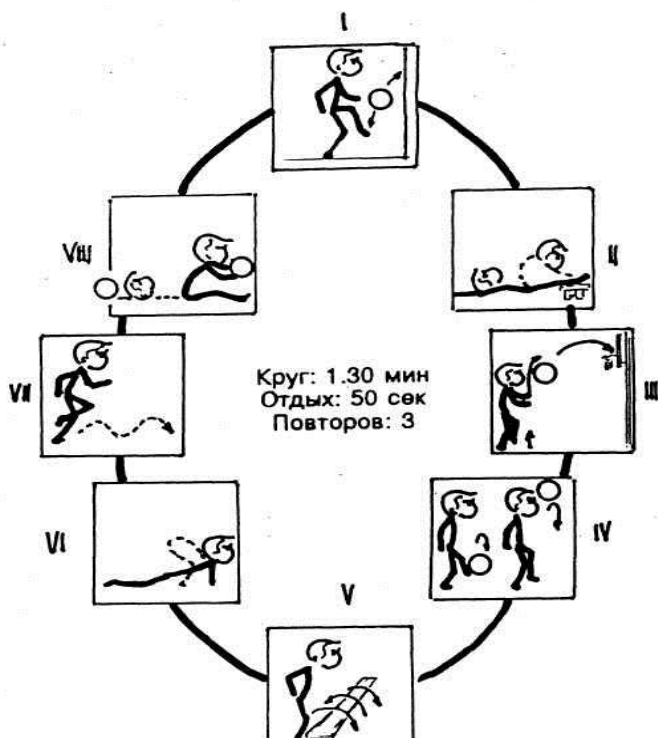 I
II
III
IV
V
VI
VII
VIII
Круг: 1.30 мин
Отдых: 50 сек
Повторов: 3